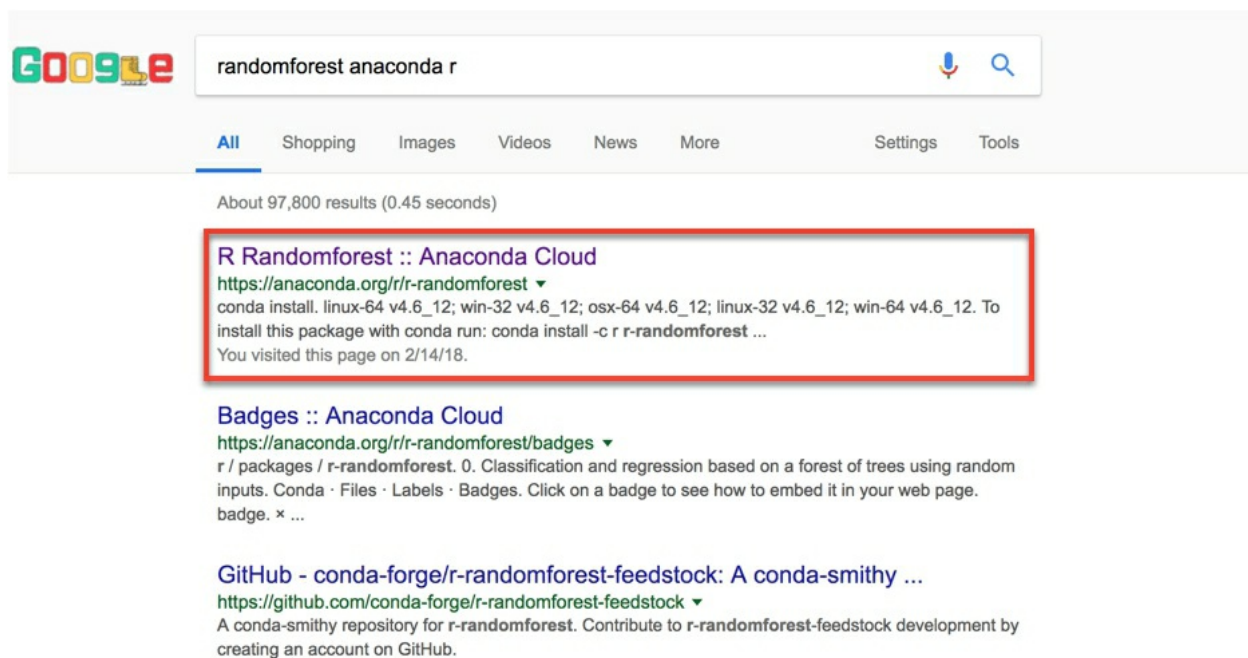 Google
randomforest anaconda r
All Shopping Images Videos News More Settings Tools
About 97,800 results (0.45 seconds)
R Randomforest :: Anaconda Cloud
https://anaconda.org/r/r-randomforest ▼
conda install. linux-64 v4.6_12; win-32 v4.6_12; osx-64 v4.6_12; linux-32 v4.6_12; win-64 v4.6_12. To
install this package with conda run: conda install -c r r-randomforest ...
You visited this page on 2/14/18.
Badges :: Anaconda Cloud
https://anaconda.org/r/r-randomforest/badges ▼
r / packages / r-randomforest. 0. Classification and regression based on a forest of trees using random
inputs. Conda · Files · Labels · Badges. Click on a badge to see how to embed it in your web page.
badge. × ...
GitHub - conda-forge/r-randomforest-feedstock: A conda-smithy ...
https://github.com/conda-forge/r-randomforest-feedstock ▼
A conda-smithy repository for r-randomforest. Contribute to r-randomforest-feedstock development by
creating an account on GitHub.